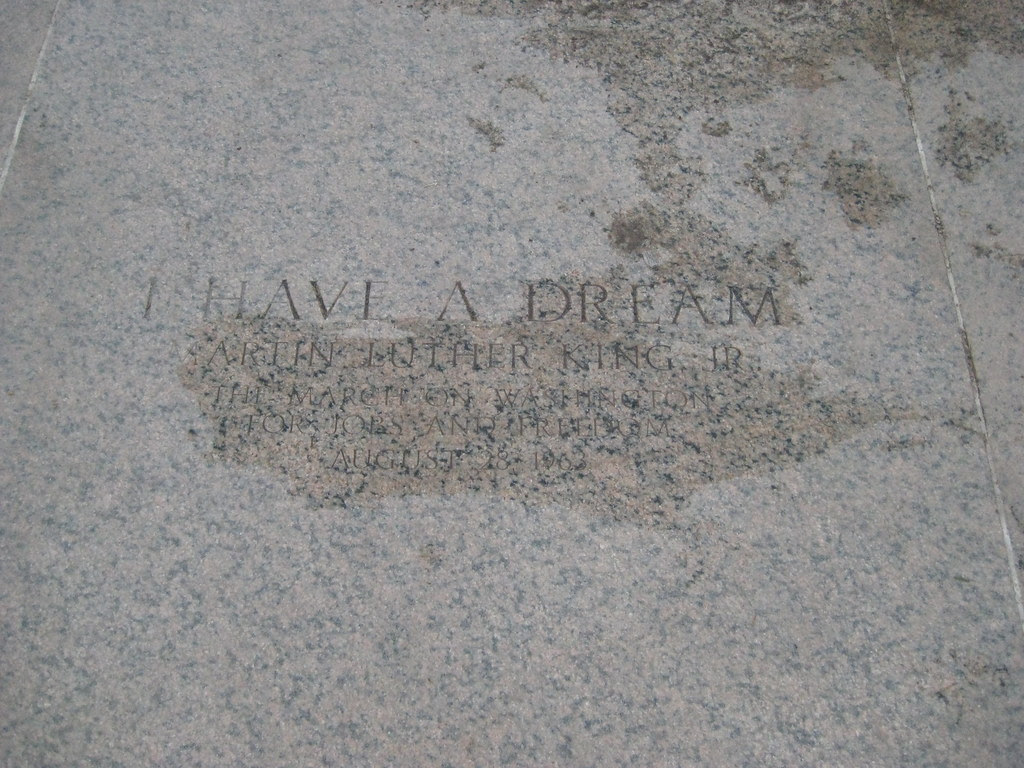 I HAVE A DREAM
MARTIN LUTHER KING JR
THE MARCH ON WASHINGTON
FOR JOBS AND FREEDOM
AUGUST 28 1963